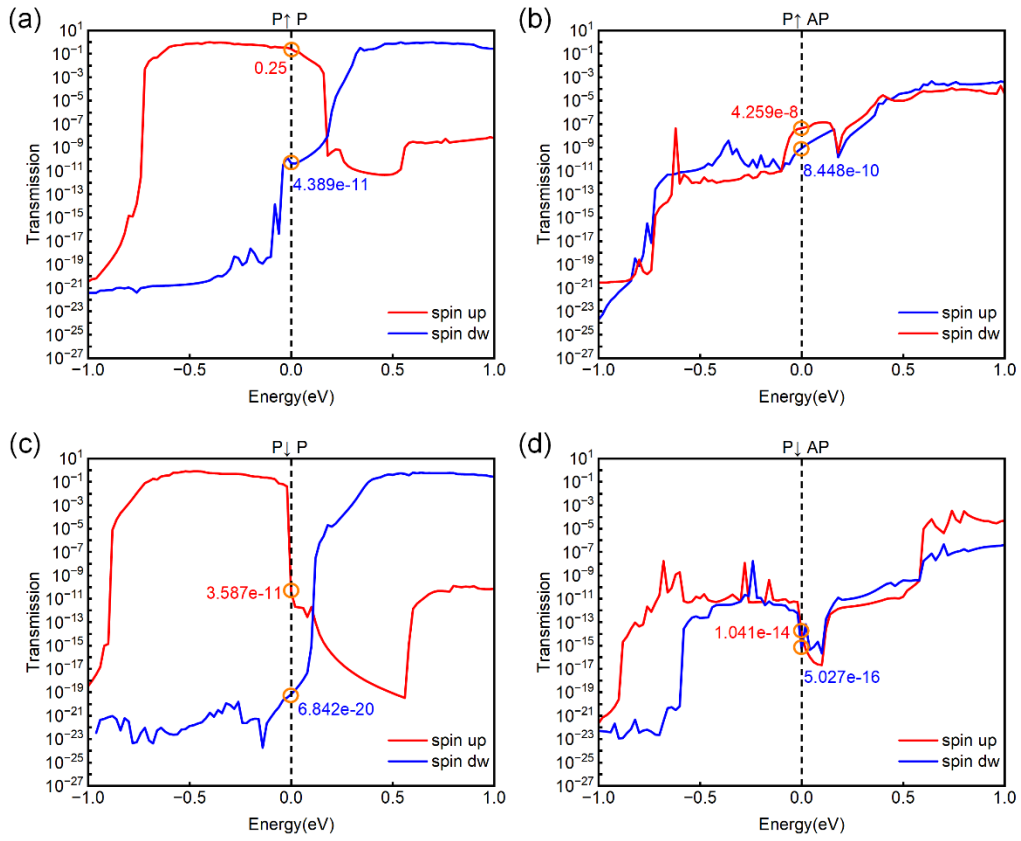 (a)
P↑ P
Transmission
10¹
10⁻¹
10⁻³
10⁻⁵
10⁻⁷
10⁻⁹
10⁻¹¹
10⁻¹³
10⁻¹⁵
10⁻¹⁷
10⁻¹⁹
10⁻²¹
10⁻²³
10⁻²⁵
10⁻²⁷
0.25
4.389e-11
spin up
spin dw
−1.0 −0.5 0.0 0.5 1.0
Energy(eV)
(b)
P↑ AP
Transmission
10¹
10⁻¹
10⁻³
10⁻⁵
10⁻⁷
10⁻⁹
10⁻¹¹
10⁻¹³
10⁻¹⁵
10⁻¹⁷
10⁻¹⁹
10⁻²¹
10⁻²³
10⁻²⁵
10⁻²⁷
4.259e-8
8.448e-10
spin up
spin dw
−1.0 −0.5 0.0 0.5 1.0
Energy(eV)
(c)
P↓ P
Transmission
10¹
10⁻¹
10⁻³
10⁻⁵
10⁻⁷
10⁻⁹
10⁻¹¹
10⁻¹³
10⁻¹⁵
10⁻¹⁷
10⁻¹⁹
10⁻²¹
10⁻²³
10⁻²⁵
10⁻²⁷
3.587e-11
6.842e-20
spin up
spin dw
−1.0 −0.5 0.0 0.5 1.0
Energy(eV)
(d)
P↓ AP
Transmission
10¹
10⁻¹
10⁻³
10⁻⁵
10⁻⁷
10⁻⁹
10⁻¹¹
10⁻¹³
10⁻¹⁵
10⁻¹⁷
10⁻¹⁹
10⁻²¹
10⁻²³
10⁻²⁵
10⁻²⁷
1.041e-14
5.027e-16
spin up
spin dw
−1.0 −0.5 0.0 0.5 1.0
Energy(eV)